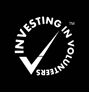 INVESTING IN VOLUNTEERS
TM